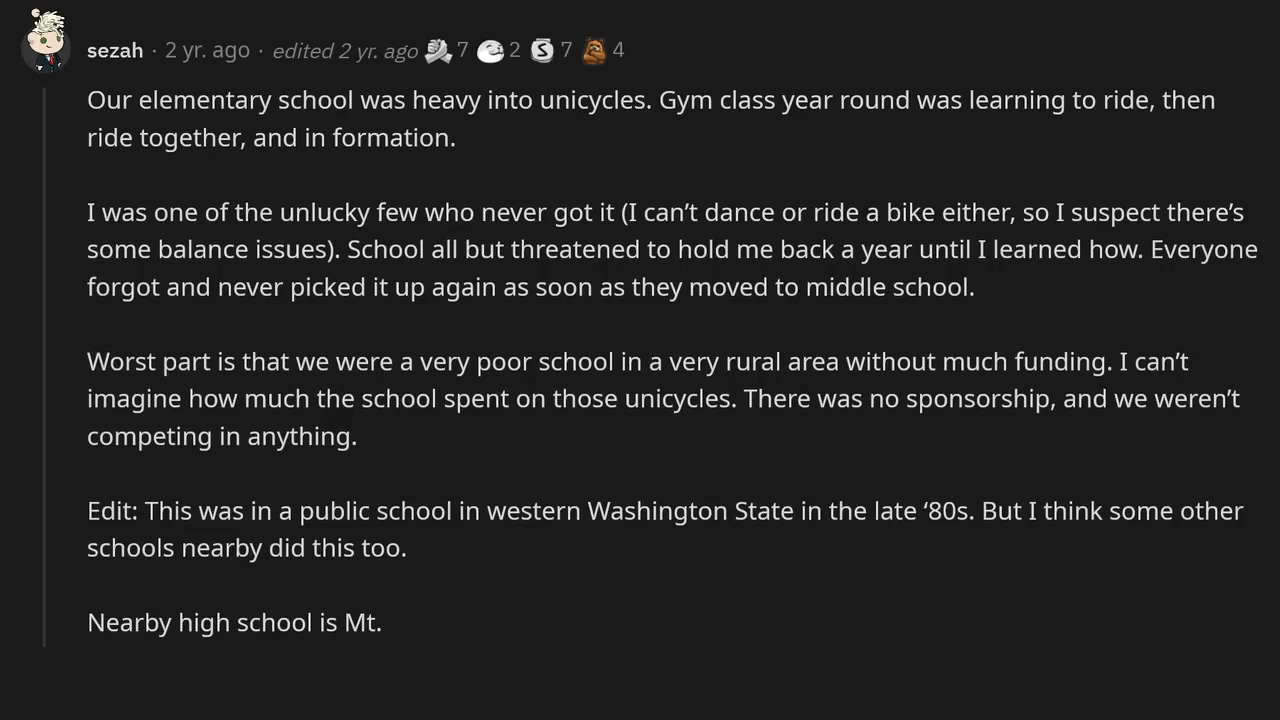 sezah · 2 yr. ago · edited 2 yr. ago 7 2 S 7 4
Our elementary school was heavy into unicycles. Gym class year round was learning to ride, then
ride together, and in formation.
I was one of the unlucky few who never got it (I can’t dance or ride a bike either, so I suspect there’s
some balance issues). School all but threatened to hold me back a year until I learned how. Everyone
forgot and never picked it up again as soon as they moved to middle school.
Worst part is that we were a very poor school in a very rural area without much funding. I can’t
imagine how much the school spent on those unicycles. There was no sponsorship, and we weren’t
competing in anything.
Edit: This was in a public school in western Washington State in the late ‘80s. But I think some other
schools nearby did this too.
Nearby high school is Mt.